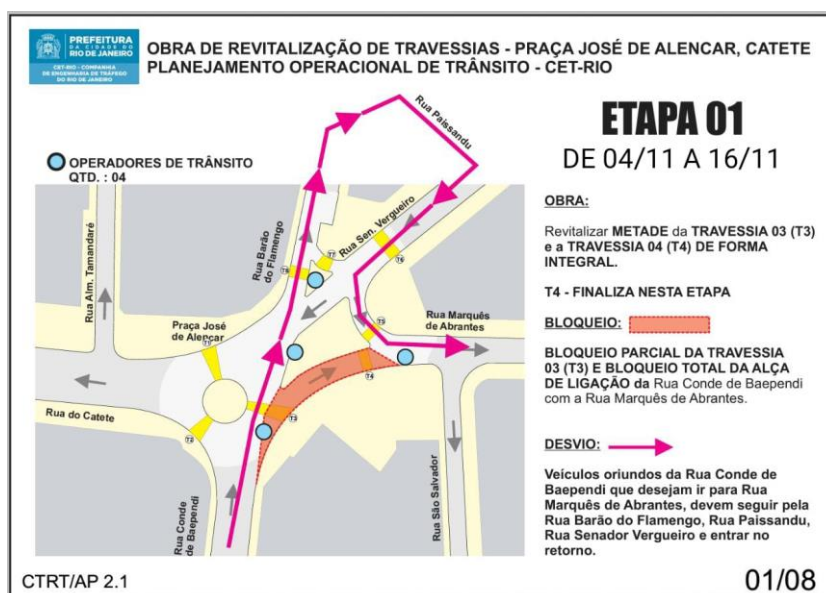 PREFEITURA
DA CIDADE DO
RIO DE JANEIRO
CET-RIO - COMPANHIA
DE ENGENHARIA DE TRÁFEGO
DO RIO DE JANEIRO
OBRA DE REVITALIZAÇÃO DE TRAVESSIAS - PRAÇA JOSÉ DE ALENCAR, CATETE
PLANEJAMENTO OPERACIONAL DE TRÂNSITO - CET-RIO
ETAPA 01
DE 04/11 A 16/11
OPERADORES DE TRÂNSITO
QTD. : 04
Rua Paissandu
Rua Sen. Vergueiro
Rua Barão
do Flamengo
Rua Alm. Tamandaré
Praça José
de Alencar
Rua Marquês
de Abrantes
Rua do Catete
Rua Conde
de Baependi
Rua São Salvador
T1
T2
T3
T4
T5
T6
T7
T8
OBRA:
Revitalizar METADE da TRAVESSIA 03 (T3)
e a TRAVESSIA 04 (T4) DE FORMA
INTEGRAL.
T4 - FINALIZA NESTA ETAPA
BLOQUEIO:
BLOQUEIO PARCIAL DA TRAVESSIA
03 (T3) E BLOQUEIO TOTAL DA ALÇA
DE LIGAÇÃO da Rua Conde de Baependi
com a Rua Marquês de Abrantes.
DESVIO:
Veículos oriundos da Rua Conde de
Baependi que desejam ir para Rua
Marquês de Abrantes, devem seguir pela
Rua Barão do Flamengo, Rua Paissandu,
Rua Senador Vergueiro e entrar no
retorno.
CTRT/AP 2.1
01/08